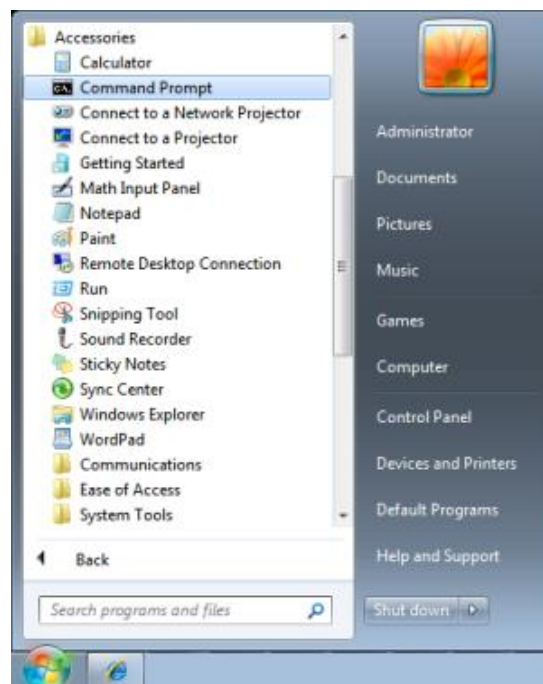 Accessories
Calculator
Command Prompt
Connect to a Network Projector
Connect to a Projector
Getting Started
Math Input Panel
Notepad
Paint
Remote Desktop Connection
Run
Snipping Tool
Sound Recorder
Sticky Notes
Sync Center
Windows Explorer
WordPad
Communications
Ease of Access
System Tools
Back
Search programs and files
Administrator
Documents
Pictures
Music
Games
Computer
Control Panel
Devices and Printers
Default Programs
Help and Support
Shut down